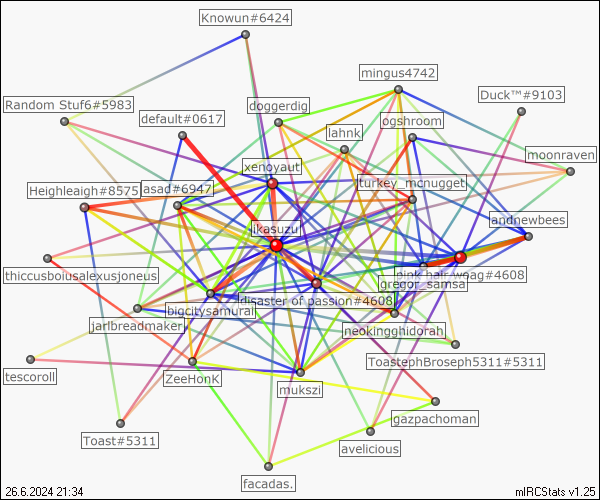 Knowun#6424
mingus4742
Duck™#9103
Random Stuf6#5983
doggerdig
default#0617
ogshroom
lahnk
moonraven
xenoyaut
turkey_mcnugget
Heighleaigh#8575
asad#6947
andnewbees
ikasuzu
thiccusboiusalexusjoneus
pink hair woag#4608
gregor_samsa
disaster of passion#4608
bigcitysamurai
jarlbreadmaker
neokingghidorah
ToastephBroseph5311#5311
tescoroll
ZeeHonK
mukszi
gazpachoman
Toast#5311
avelicious
facadas.
26.6.2024 21:34
mIRCStats v1.25